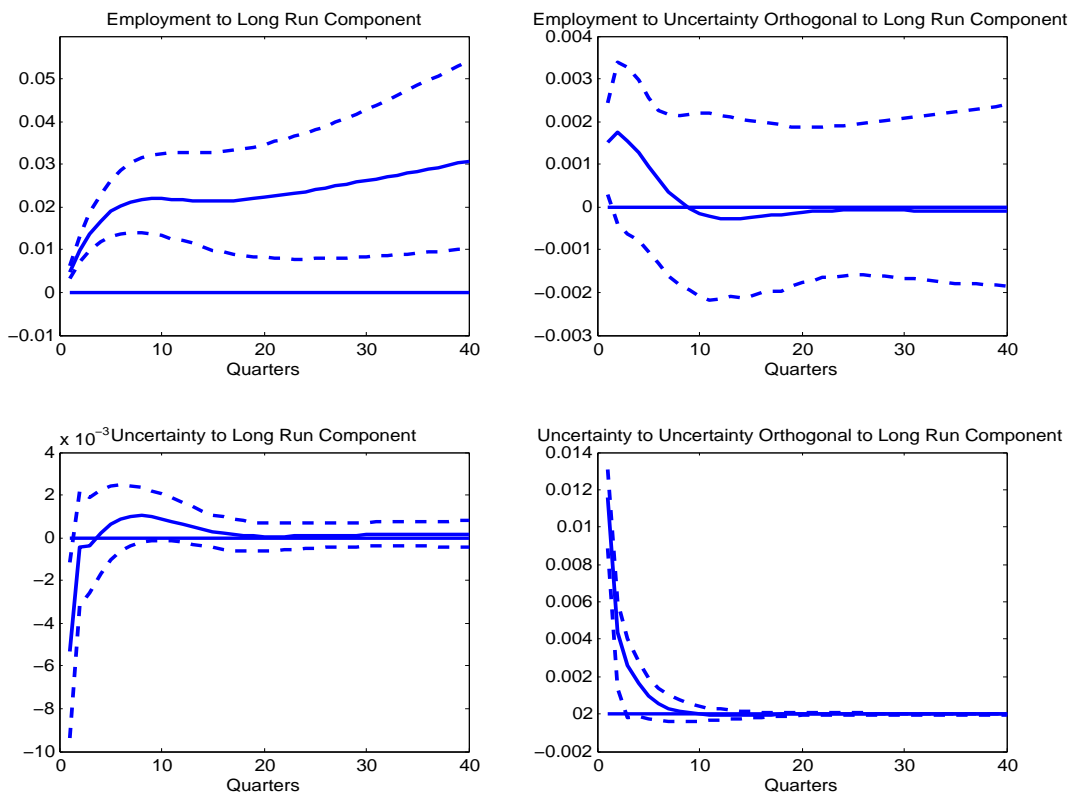 Employment to Long Run Component
0.05
0.04
0.03
0.02
0.01
0
−0.01
0 10 20 30 40
Quarters
Employment to Uncertainty Orthogonal to Long Run Component
0.004
0.003
0.002
0.001
0
−0.001
−0.002
−0.003
0 10 20 30 40
Quarters
x 10−3 Uncertainty to Long Run Component
4
2
0
−2
−4
−6
−8
−10
0 10 20 30 40
Quarters
Uncertainty to Uncertainty Orthogonal to Long Run Component
0.014
0.012
0.01
0.008
0.006
0.004
0.002
02
−0.002
0 10 20 30 40
Quarters